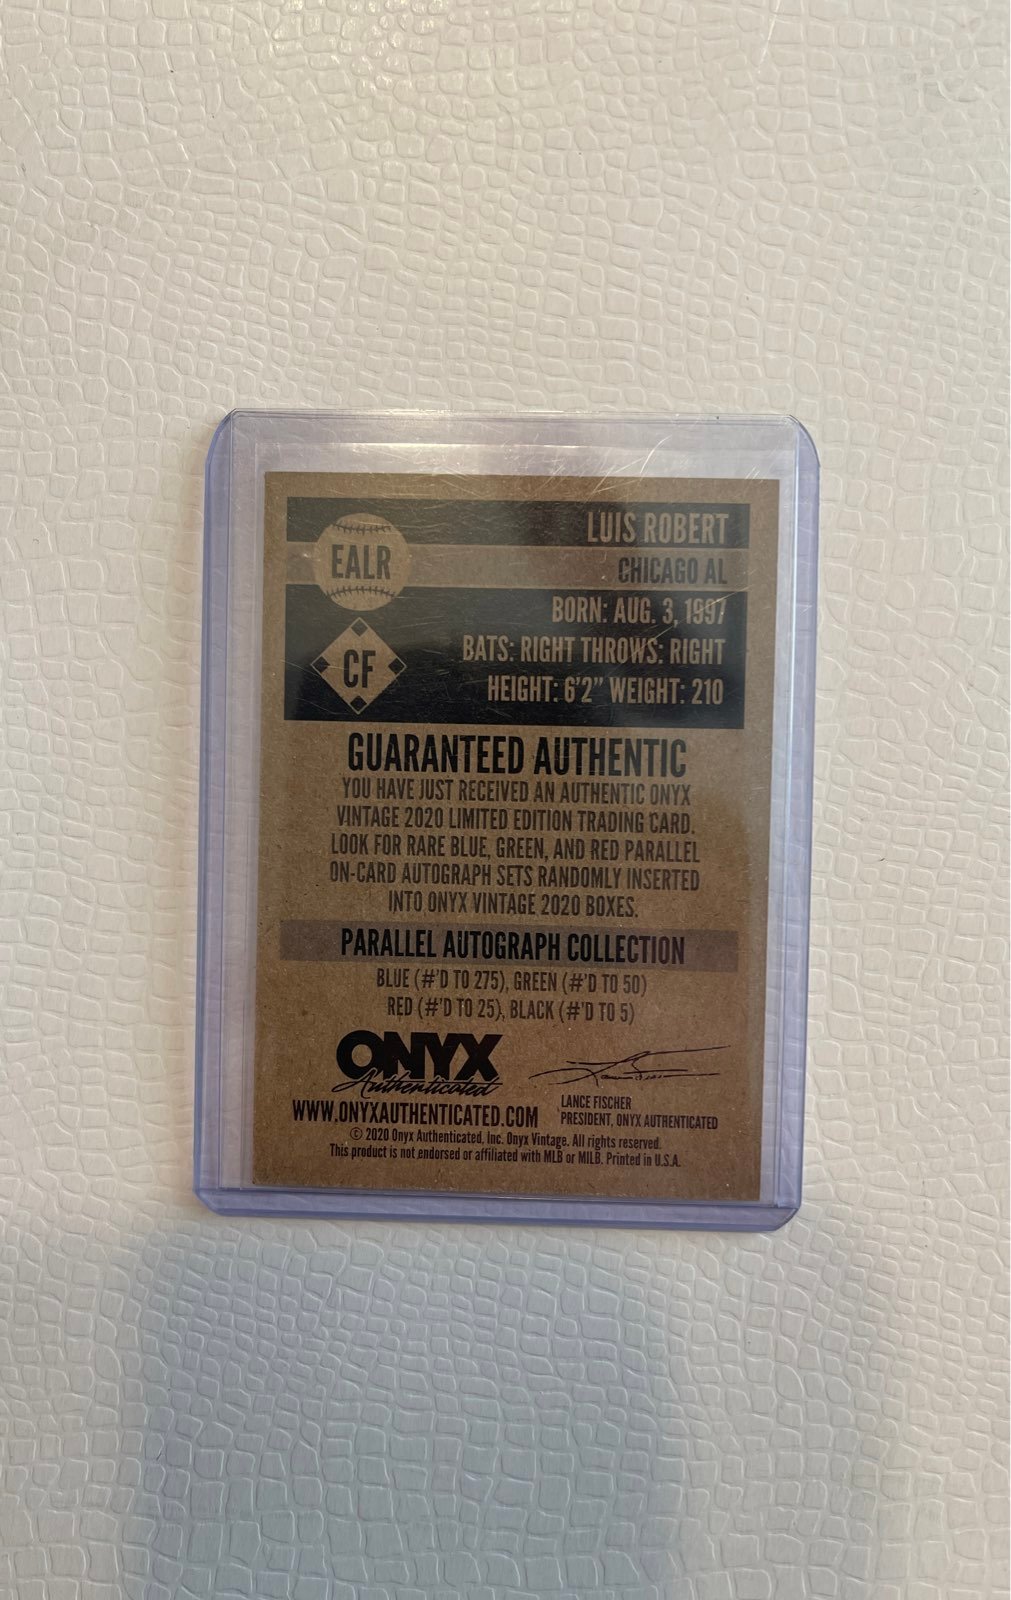 EALR
LUIS ROBERT
CHICAGO AL
BORN: AUG. 3, 1997
CF
BATS: RIGHT THROWS: RIGHT
HEIGHT: 6'2" WEIGHT: 210
GUARANTEED AUTHENTIC
YOU HAVE JUST RECEIVED AN AUTHENTIC ONYX
VINTAGE 2020 LIMITED EDITION TRADING CARD.
LOOK FOR RARE BLUE, GREEN, AND RED PARALLEL
ON-CARD AUTOGRAPH SETS RANDOMLY INSERTED
INTO ONYX VINTAGE 2020 BOXES.
PARALLEL AUTOGRAPH COLLECTION
BLUE (#'D TO 275), GREEN (#'D TO 50)
RED (#'D TO 25), BLACK (#'D TO 5)
ONYX
Authenticated
WWW.ONYXAUTHENTICATED.COM
LANCE FISCHER
PRESIDENT, ONYX AUTHENTICATED
© 2020 Onyx Authenticated, Inc. Onyx Vintage. All rights reserved.
This product is not endorsed or affiliated with MLB or MILB. Printed in U.S.A.